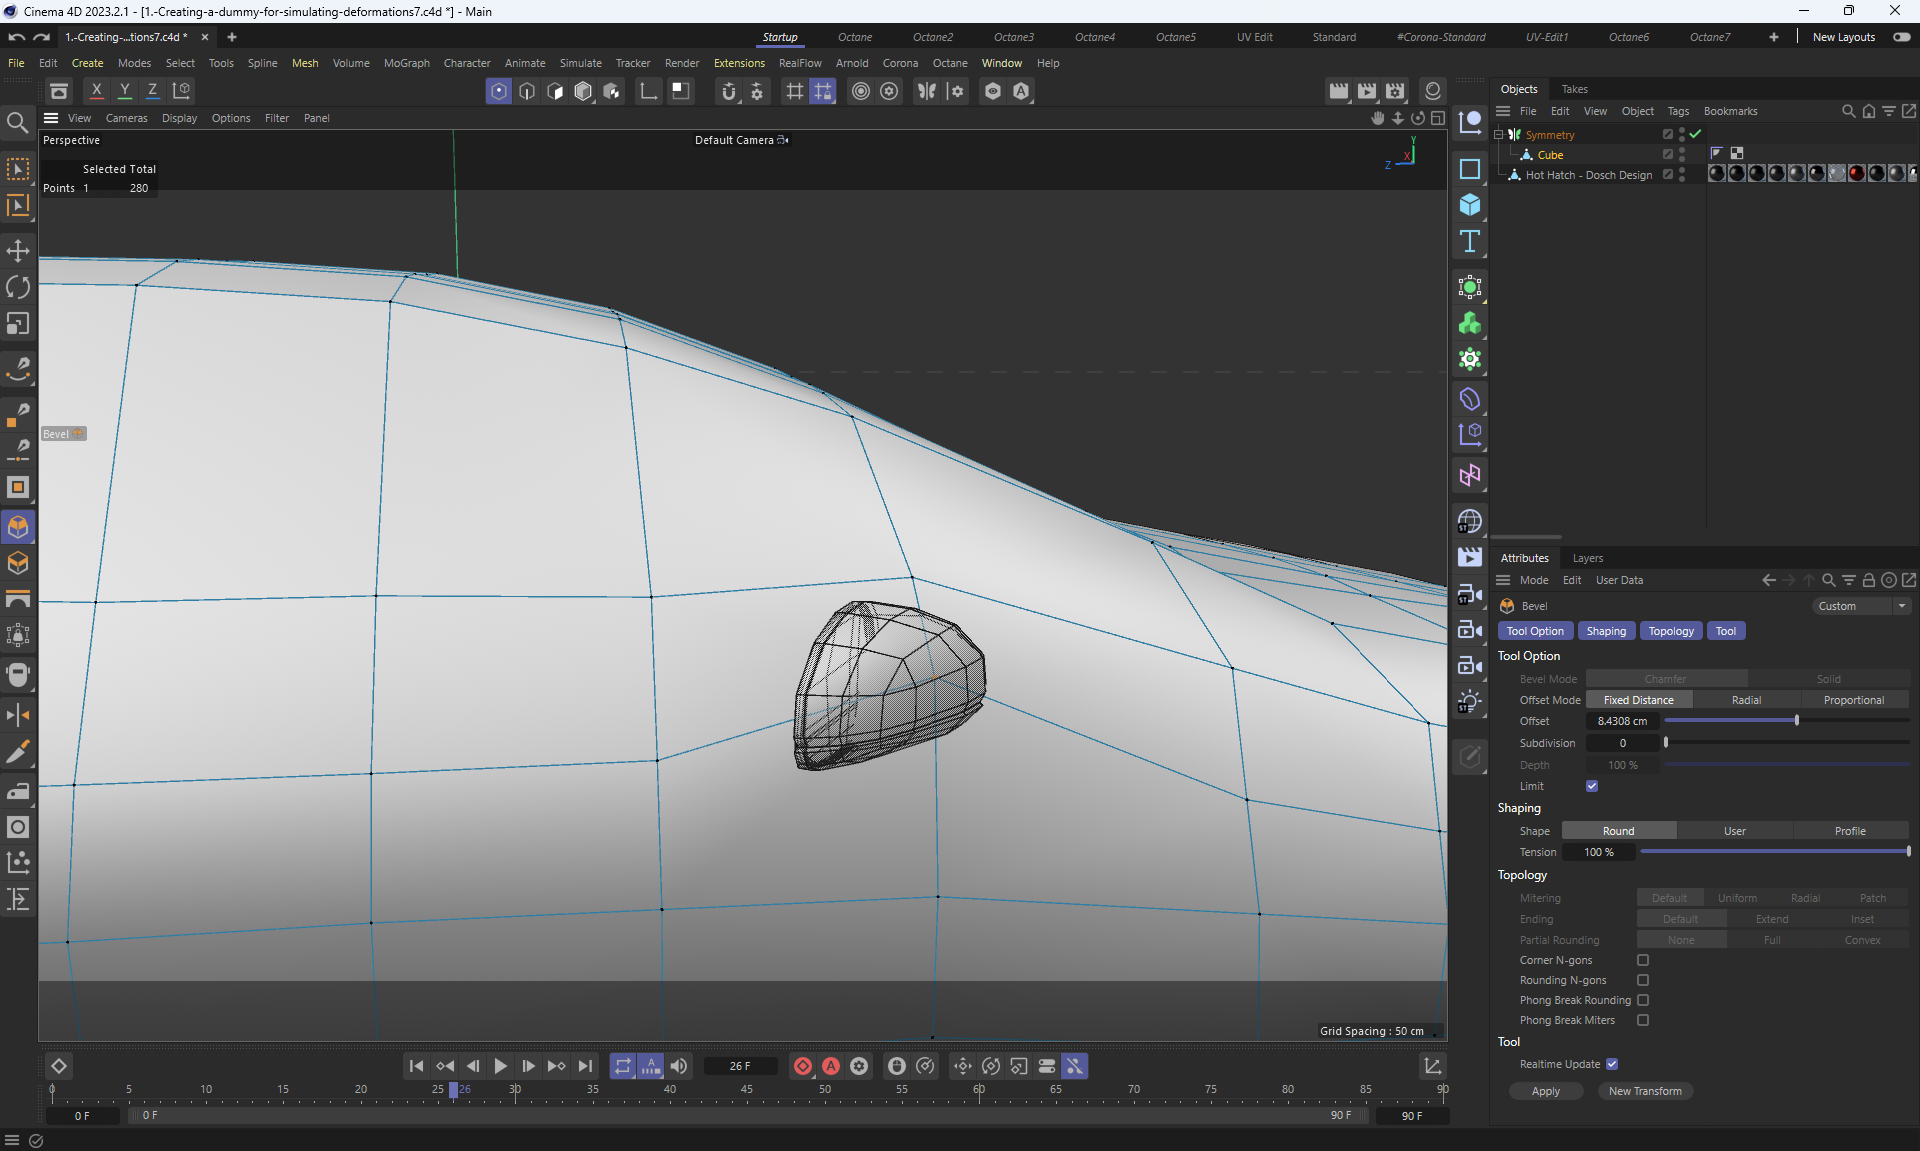 Cinema 4D 2023.2.1 - [1.-Creating-a-dummy-for-simulating-deformations7.c4d *] - Main
1.-Creating-...tions7.c4d *
Startup Octane Octane2 Octane3 Octane4 Octane5 UV Edit Standard #Corona-Standard UV-Edit1 Octane6 Octane7 New Layouts
File Edit Create Modes Select Tools Spline Mesh Volume MoGraph Character Animate Simulate Tracker Render Extensions RealFlow Arnold Corona Octane Window Help
X Y Z
View Cameras Display Options Filter Panel
Perspective
Default Camera
Selected Total
Points 1 280
Y
X
Z
Bevel
Grid Spacing : 50 cm
ST
ST
ST
Objects Takes
File Edit View Object Tags Bookmarks
Symmetry
Cube
Hot Hatch - Dosch Design
Attributes Layers
Mode Edit User Data
Bevel Custom
Tool Option Shaping Topology Tool
Tool Option
Bevel Mode Chamfer Solid
Offset Mode Fixed Distance Radial Proportional
Offset 8.4308 cm
Subdivision 0
Depth 100 %
Limit
Shaping
Shape Round User Profile
Tension 100 %
Topology
Mitering Default Uniform Radial Patch
Ending Default Extend Inset
Partial Rounding None Full Convex
Corner N-gons
Rounding N-gons
Phong Break Rounding
Phong Break Miters
Tool
Realtime Update
Apply New Transform
26 F
0 5 10 15 20 25 26 30 35 40 45 50 55 60 65 70 75 80 85 90
0 F 0 F 90 F 90 F